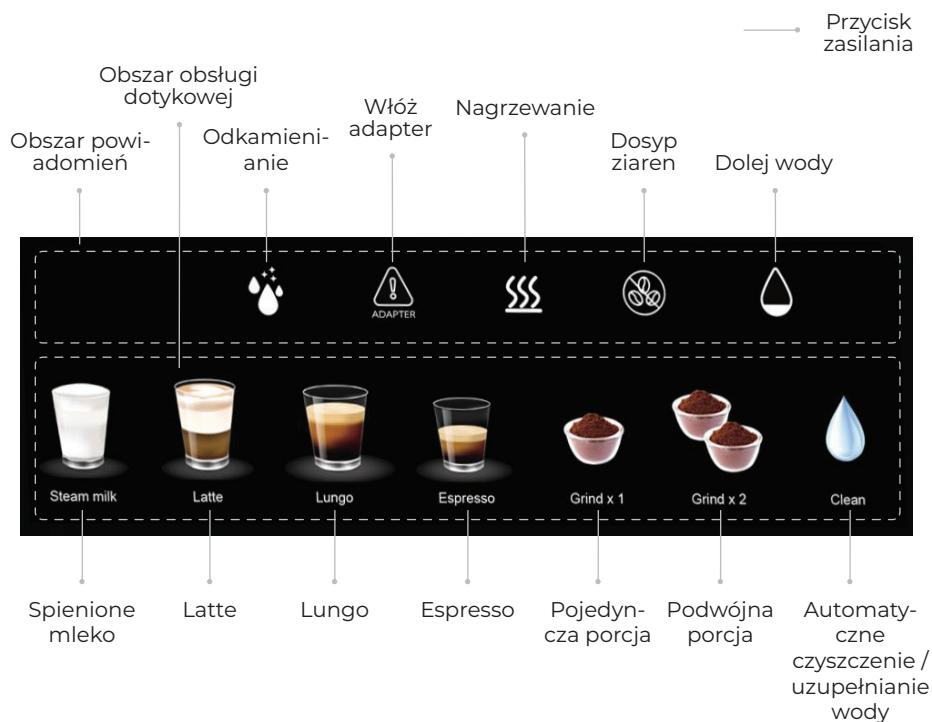 Przycisk
zasilania
Obszar obsługi
dotykowej
Włóż
adapter
Nagrzewanie
Obszar powi-
adomień
Odkamieni-
anie
Dosyp
ziaren
Dolej wody
ADAPTER
Steam milk
Latte
Lungo
Espresso
Grind x 1
Grind x 2
Clean
Spienione
mleko
Latte
Lungo
Espresso
Pojedyn-
cza porcja
Podwójna
porcja
Automaty-
czne
czyszczenie /
uzupełnianie
wody